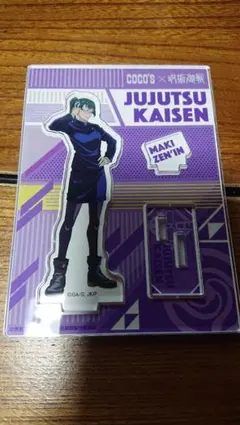 COCO'S × 呪術廻戦
JUJUTSU
KAISEN
MAKI
ZEN'IN